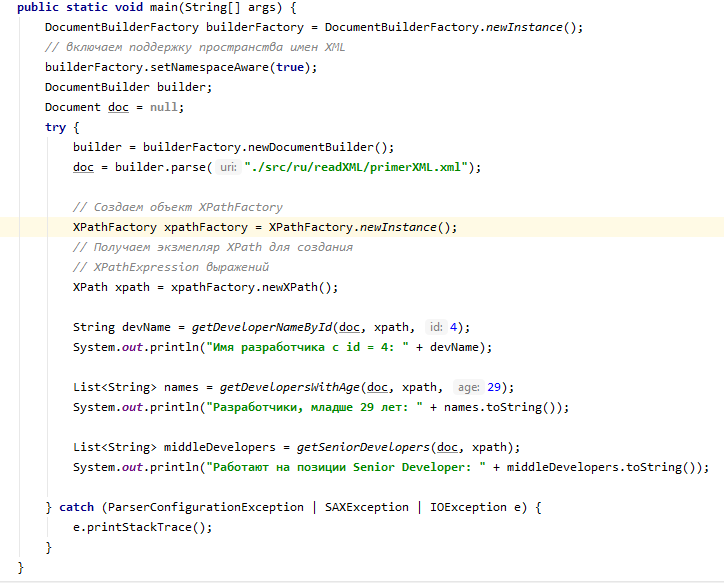 public static void main(String[] args) {
DocumentBuilderFactory builderFactory = DocumentBuilderFactory.newInstance();
// включаем поддержку пространства имен XML
builderFactory.setNamespaceAware(true);
DocumentBuilder builder;
Document doc = null;
try {
builder = builderFactory.newDocumentBuilder();
doc = builder.parse( uri: "./src/ru/readXML/primerXML.xml");
// Создаем объект XPathFactory
XPathFactory xpathFactory = XPathFactory.newInstance();
// Получаем экзмепляр XPath для создания
// XPathExpression выражений
XPath xpath = xpathFactory.newXPath();
String devName = getDeveloperNameById(doc, xpath, id: 4);
System.out.println("Имя разработчика с id = 4: " + devName);
List<String> names = getDevelopersWithAge(doc, xpath, age: 29);
System.out.println("Разработчики, младше 29 лет: " + names.toString());
List<String> middleDevelopers = getSeniorDevelopers(doc, xpath);
System.out.println("Работают на позиции Senior Developer: " + middleDevelopers.toString());
} catch (ParserConfigurationException | SAXException | IOException e) {
e.printStackTrace();
}
}